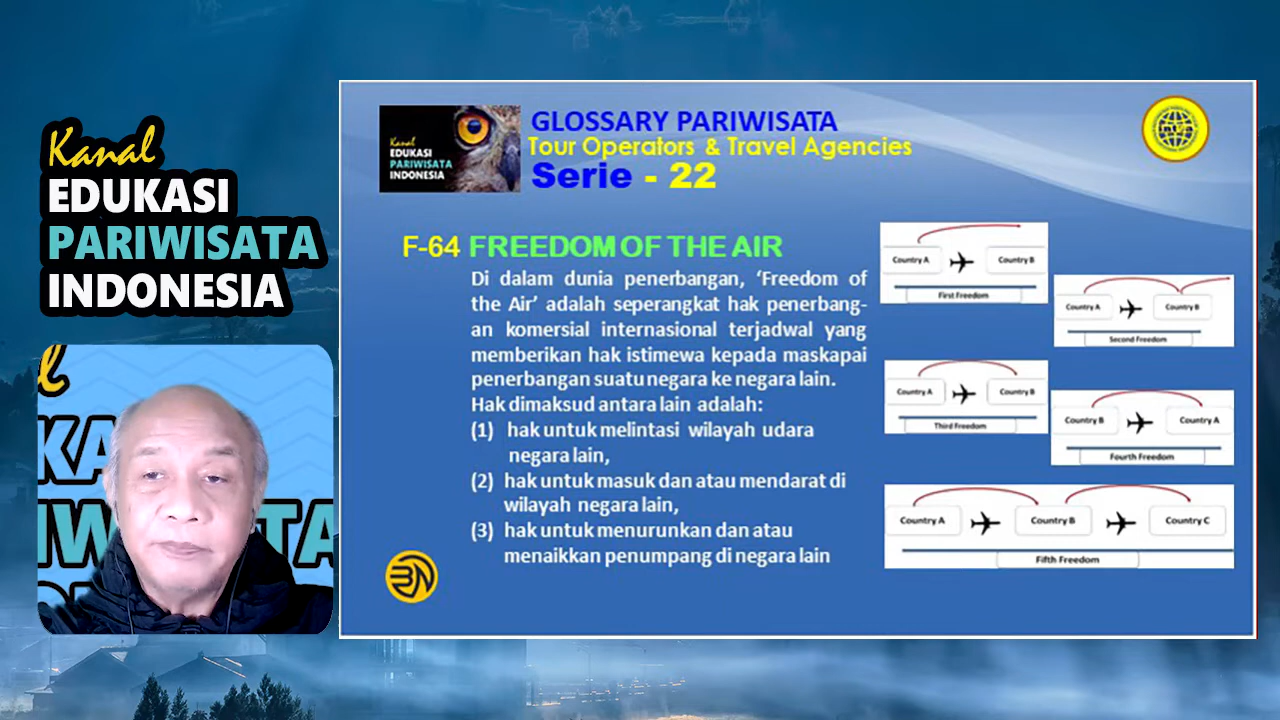 Kanal
EDUKASI
PARIWISATA
INDONESIA
Kanal
EDUKASI
PARIWISATA
INDONESIA
GLOSSARY PARIWISATA
Tour Operators & Travel Agencies
Serie - 22
F-64 FREEDOM OF THE AIR
Di dalam dunia penerbangan, ‘Freedom of
the Air’ adalah seperangkat hak penerbang-
an komersial internasional terjadwal yang
memberikan hak istimewa kepada maskapai
penerbangan suatu negara ke negara lain.
Hak dimaksud antara lain adalah:
(1) hak untuk melintasi wilayah udara
negara lain,
(2) hak untuk masuk dan atau mendarat di
wilayah negara lain,
(3) hak untuk menurunkan dan atau
menaikkan penumpang di negara lain
BN
Country A Country B
First Freedom
Country A Country B
Second Freedom
Country A Country B
Third Freedom
Country B Country A
Fourth Freedom
Country A Country B Country C
Fifth Freedom